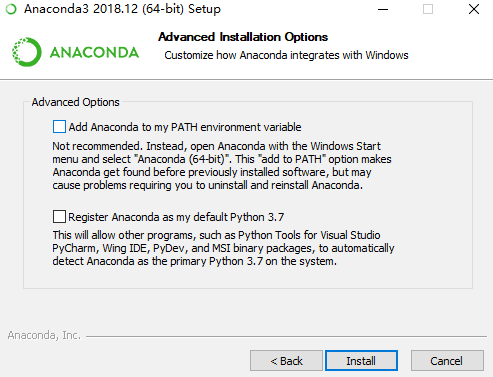 Anaconda3 2018.12 (64-bit) Setup
ANACONDA
Advanced Installation Options
Customize how Anaconda integrates with Windows
Advanced Options
Add Anaconda to my PATH environment variable
Not recommended. Instead, open Anaconda with the Windows Start
menu and select "Anaconda (64-bit)". This "add to PATH" option makes
Anaconda get found before previously installed software, but may
cause problems requiring you to uninstall and reinstall Anaconda.
Register Anaconda as my default Python 3.7
This will allow other programs, such as Python Tools for Visual Studio
PyCharm, Wing IDE, PyDev, and MSI binary packages, to automatically
detect Anaconda as the primary Python 3.7 on the system.
Anaconda, Inc.
< Back
Install
Cancel